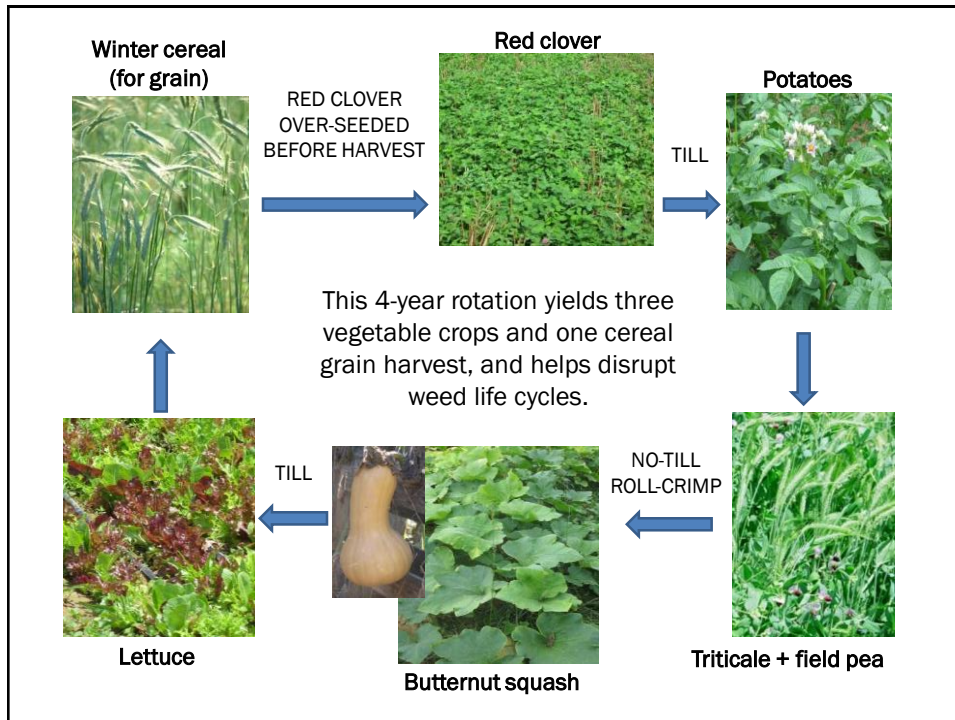 Winter cereal
(for grain)
RED CLOVER
OVER-SEEDED
BEFORE HARVEST
Red clover
TILL
Potatoes
This 4-year rotation yields three
vegetable crops and one cereal
grain harvest, and helps disrupt
weed life cycles.
NO-TILL
ROLL-CRIMP
TILL
Lettuce
Butternut squash
Triticale + field pea